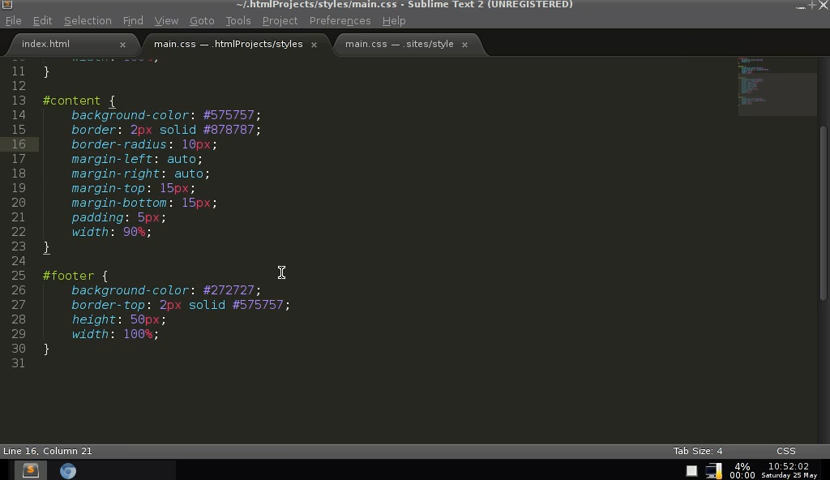 ~/.htmlProjects/styles/main.css - Sublime Text 2 (UNREGISTERED)
File Edit Selection Find View Goto Tools Project Preferences Help
index.html × main.css — .htmlProjects/styles × main.css — .sites/style ×
11 }
12
13 #content {
14 background-color: #575757;
15 border: 2px solid #878787;
16 border-radius: 10px;
17 margin-left: auto;
18 margin-right: auto;
19 margin-top: 15px;
20 margin-bottom: 15px;
21 padding: 5px;
22 width: 90%;
23 }
24
25 #footer {
26 background-color: #272727;
27 border-top: 2px solid #575757;
28 height: 50px;
29 width: 100%;
30 }
31
Line 16, Column 21 Tab Size: 4 CSS
4% 10:52:02
00:00 Saturday 25 May